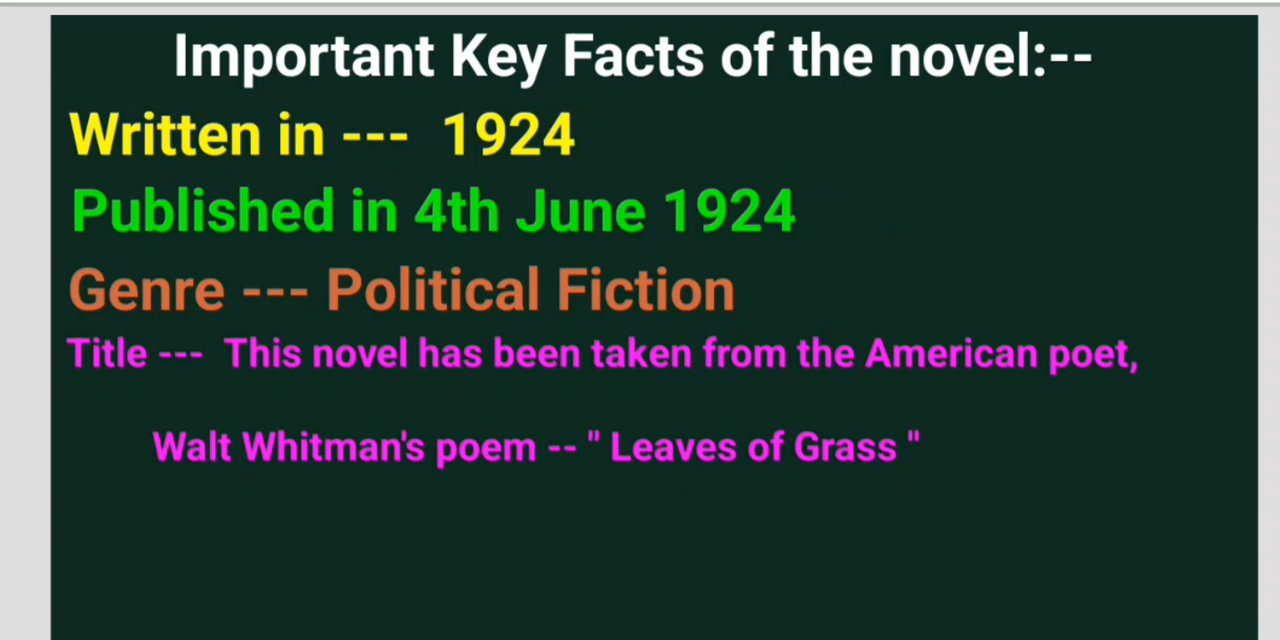 Important Key Facts of the novel:--
Written in --- 1924
Published in 4th June 1924
Genre --- Political Fiction
Title --- This novel has been taken from the American poet,
Walt Whitman's poem -- " Leaves of Grass "